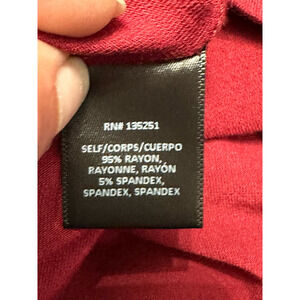 RN# 135251
SELF/CORPS/CUERPO
95% RAYON,
RAYONNE, RAYÓN
5% SPANDEX,
SPANDEX, SPANDEX